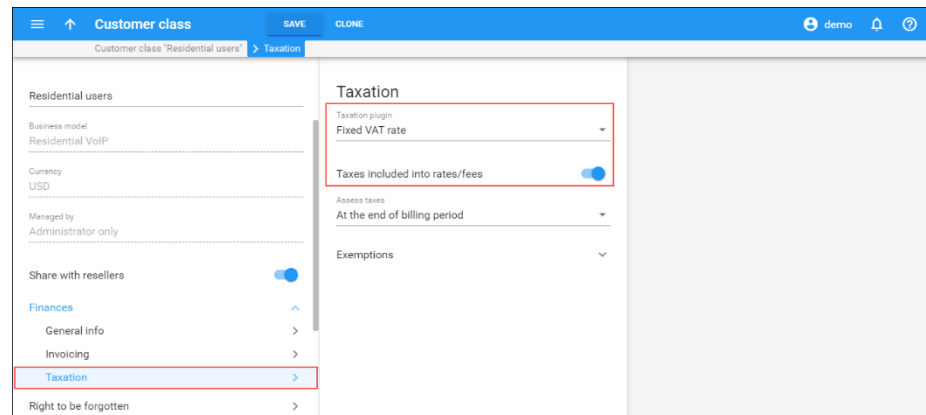 Customer class
SAVE
CLONE
demo
Customer class "Residential users"
Taxation
Residential users
Business model
Residential VoIP
Currency
USD
Managed by
Administrator only
Share with resellers
Finances
General info
Invoicing
Taxation
Right to be forgotten
Taxation
Taxation plugin
Fixed VAT rate
Taxes included into rates/fees
Assess taxes
At the end of billing period
Exemptions